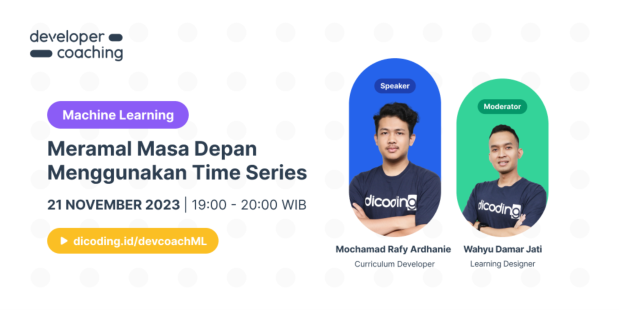 developer
coaching
Machine Learning
Meramal Masa Depan
Menggunakan Time Series
21 NOVEMBER 2023 | 19:00 - 20:00 WIB
dicoding.id/devcoachML
Speaker
dicoding
Mochamad Rafy Ardhanie
Curriculum Developer
Moderator
dicoding
Wahyu Damar Jati
Learning Designer